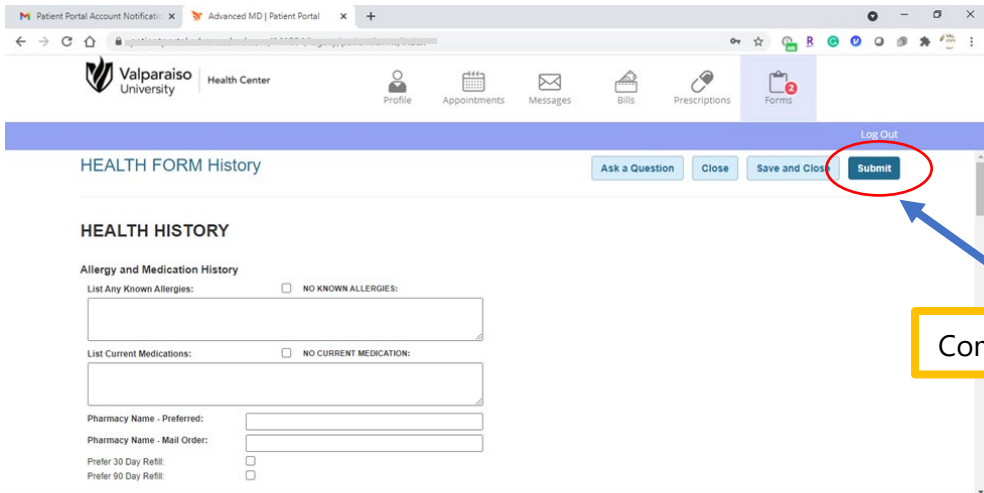 Patient Portal Account Notificatio
Advanced MD | Patient Portal
Valparaiso University Health Center
Profile Appointments Messages Bills Prescriptions Forms 2
Log Out
HEALTH FORM History Ask a Question Close Save and Close Submit
HEALTH HISTORY
Allergy and Medication History
List Any Known Allergies: NO KNOWN ALLERGIES:
List Current Medications: NO CURRENT MEDICATION:
Com
Pharmacy Name - Preferred:
Pharmacy Name - Mail Order:
Prefer 30 Day Refill:
Prefer 90 Day Refill: